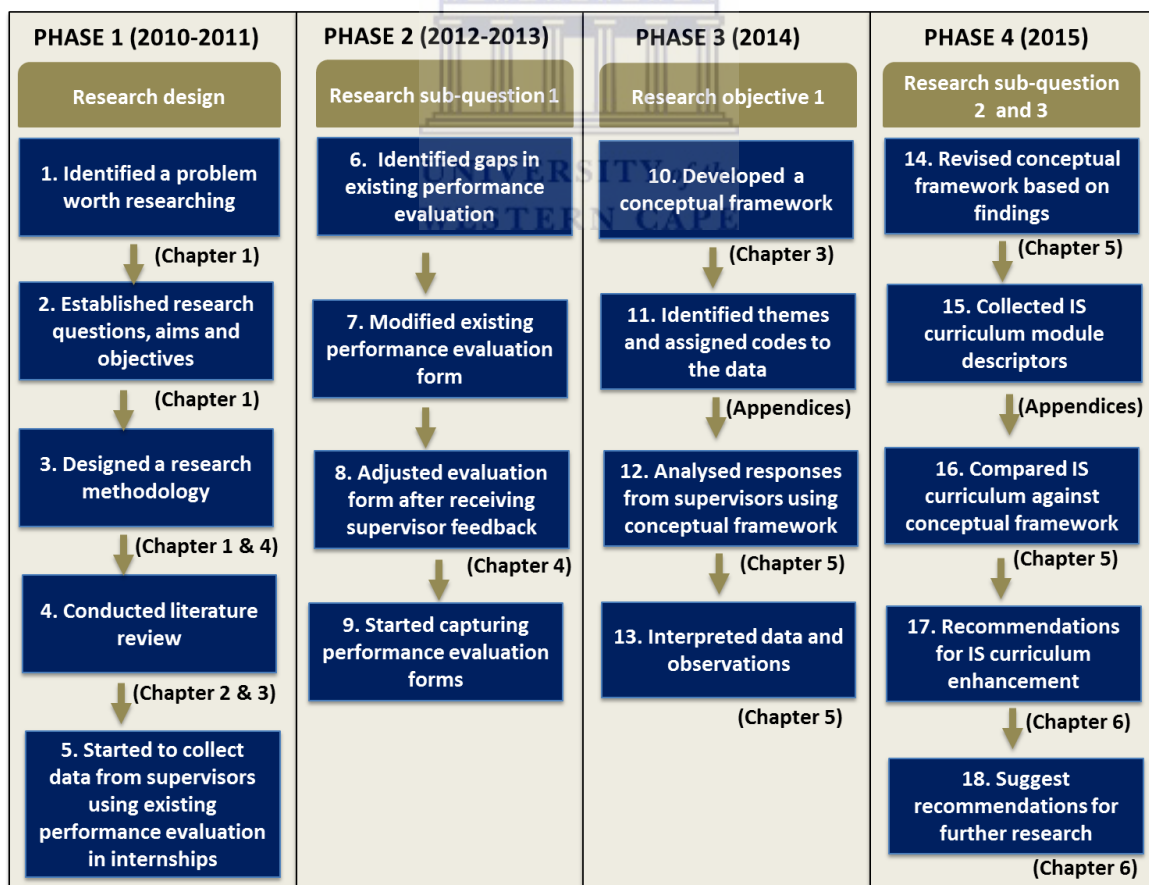 PHASE 1 (2010-2011)
Research design
1. Identified a problem
worth researching
(Chapter 1)
2. Established research
questions, aims and
objectives
(Chapter 1)
3. Designed a research
methodology
(Chapter 1 & 4)
4. Conducted literature
review
(Chapter 2 & 3)
5. Started to collect
data from supervisors
using existing
performance evaluation
in internships
PHASE 2 (2012-2013)
Research sub-question 1
6. Identified gaps in
existing performance
evaluation
7. Modified existing
performance evaluation
form
8. Adjusted evaluation
form after receiving
supervisor feedback
(Chapter 4)
9. Started capturing
performance evaluation
forms
PHASE 3 (2014)
Research objective 1
10. Developed a
conceptual framework
(Chapter 3)
11. Identified themes
and assigned codes to
the data
(Appendices)
12. Analysed responses
from supervisors using
conceptual framework
(Chapter 5)
13. Interpreted data and
observations
(Chapter 5)
PHASE 4 (2015)
Research sub-question
2 and 3
14. Revised conceptual
framework based on
findings
(Chapter 5)
15. Collected IS
curriculum module
descriptors
(Appendices)
16. Compared IS
curriculum against
conceptual framework
(Chapter 5)
17. Recommendations
for IS curriculum
enhancement
(Chapter 6)
18. Suggest
recommendations for
further research
(Chapter 6)
UNIVERSITY of the
WESTERN CAPE